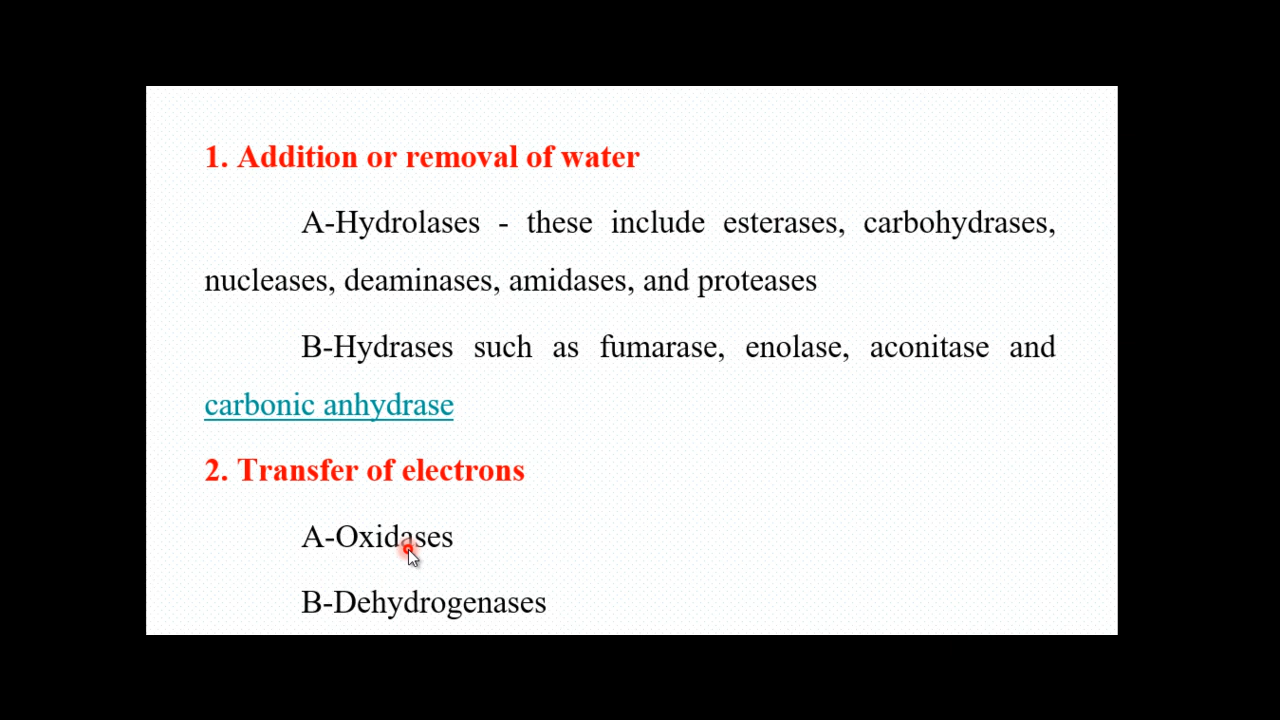 1. Addition or removal of water
A-Hydrolases - these include esterases, carbohydrases,
nucleases, deaminases, amidases, and proteases
B-Hydrases such as fumarase, enolase, aconitase and
carbonic anhydrase
2. Transfer of electrons
A-Oxidases
B-Dehydrogenases